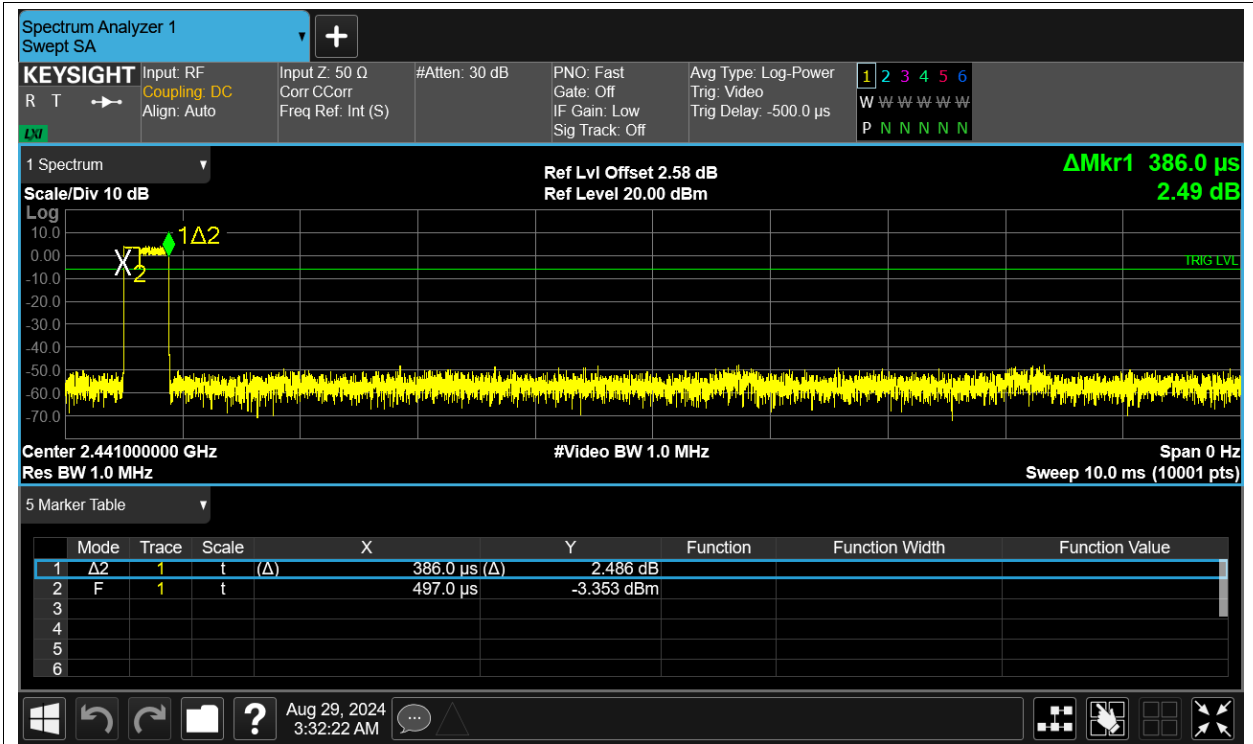 Spectrum Analyzer 1
Swept SA
KEYSIGHT Input: RF Input Z: 50 Ω #Atten: 30 dB PNO: Fast Avg Type: Log-Power 1 2 3 4 5 6
R T Coupling: DC Corr CCorr Gate: Off Trig: Video W W W W W W
Align: Auto Freq Ref: Int (S) IF Gain: Low Trig Delay: -500.0 µs P N N N N N
LXI Sig Track: Off
1 Spectrum Ref Lvl Offset 2.58 dB ΔMkr1 386.0 µs
Scale/Div 10 dB Ref Level 20.00 dBm 2.49 dB
Log
10.0 1Δ2
0.00 TRIG LVL
X2
-10.0
-20.0
-30.0
-40.0
-50.0
-60.0
-70.0
Center 2.441000000 GHz #Video BW 1.0 MHz Span 0 Hz
Res BW 1.0 MHz Sweep 10.0 ms (10001 pts)
5 Marker Table
Mode Trace Scale X Y Function Function Width Function Value
1 Δ2 1 t (Δ) 386.0 µs (Δ) 2.486 dB
2 F 1 t 497.0 µs -3.353 dBm
3
4
5
6
? Aug 29, 2024
3:32:22 AM